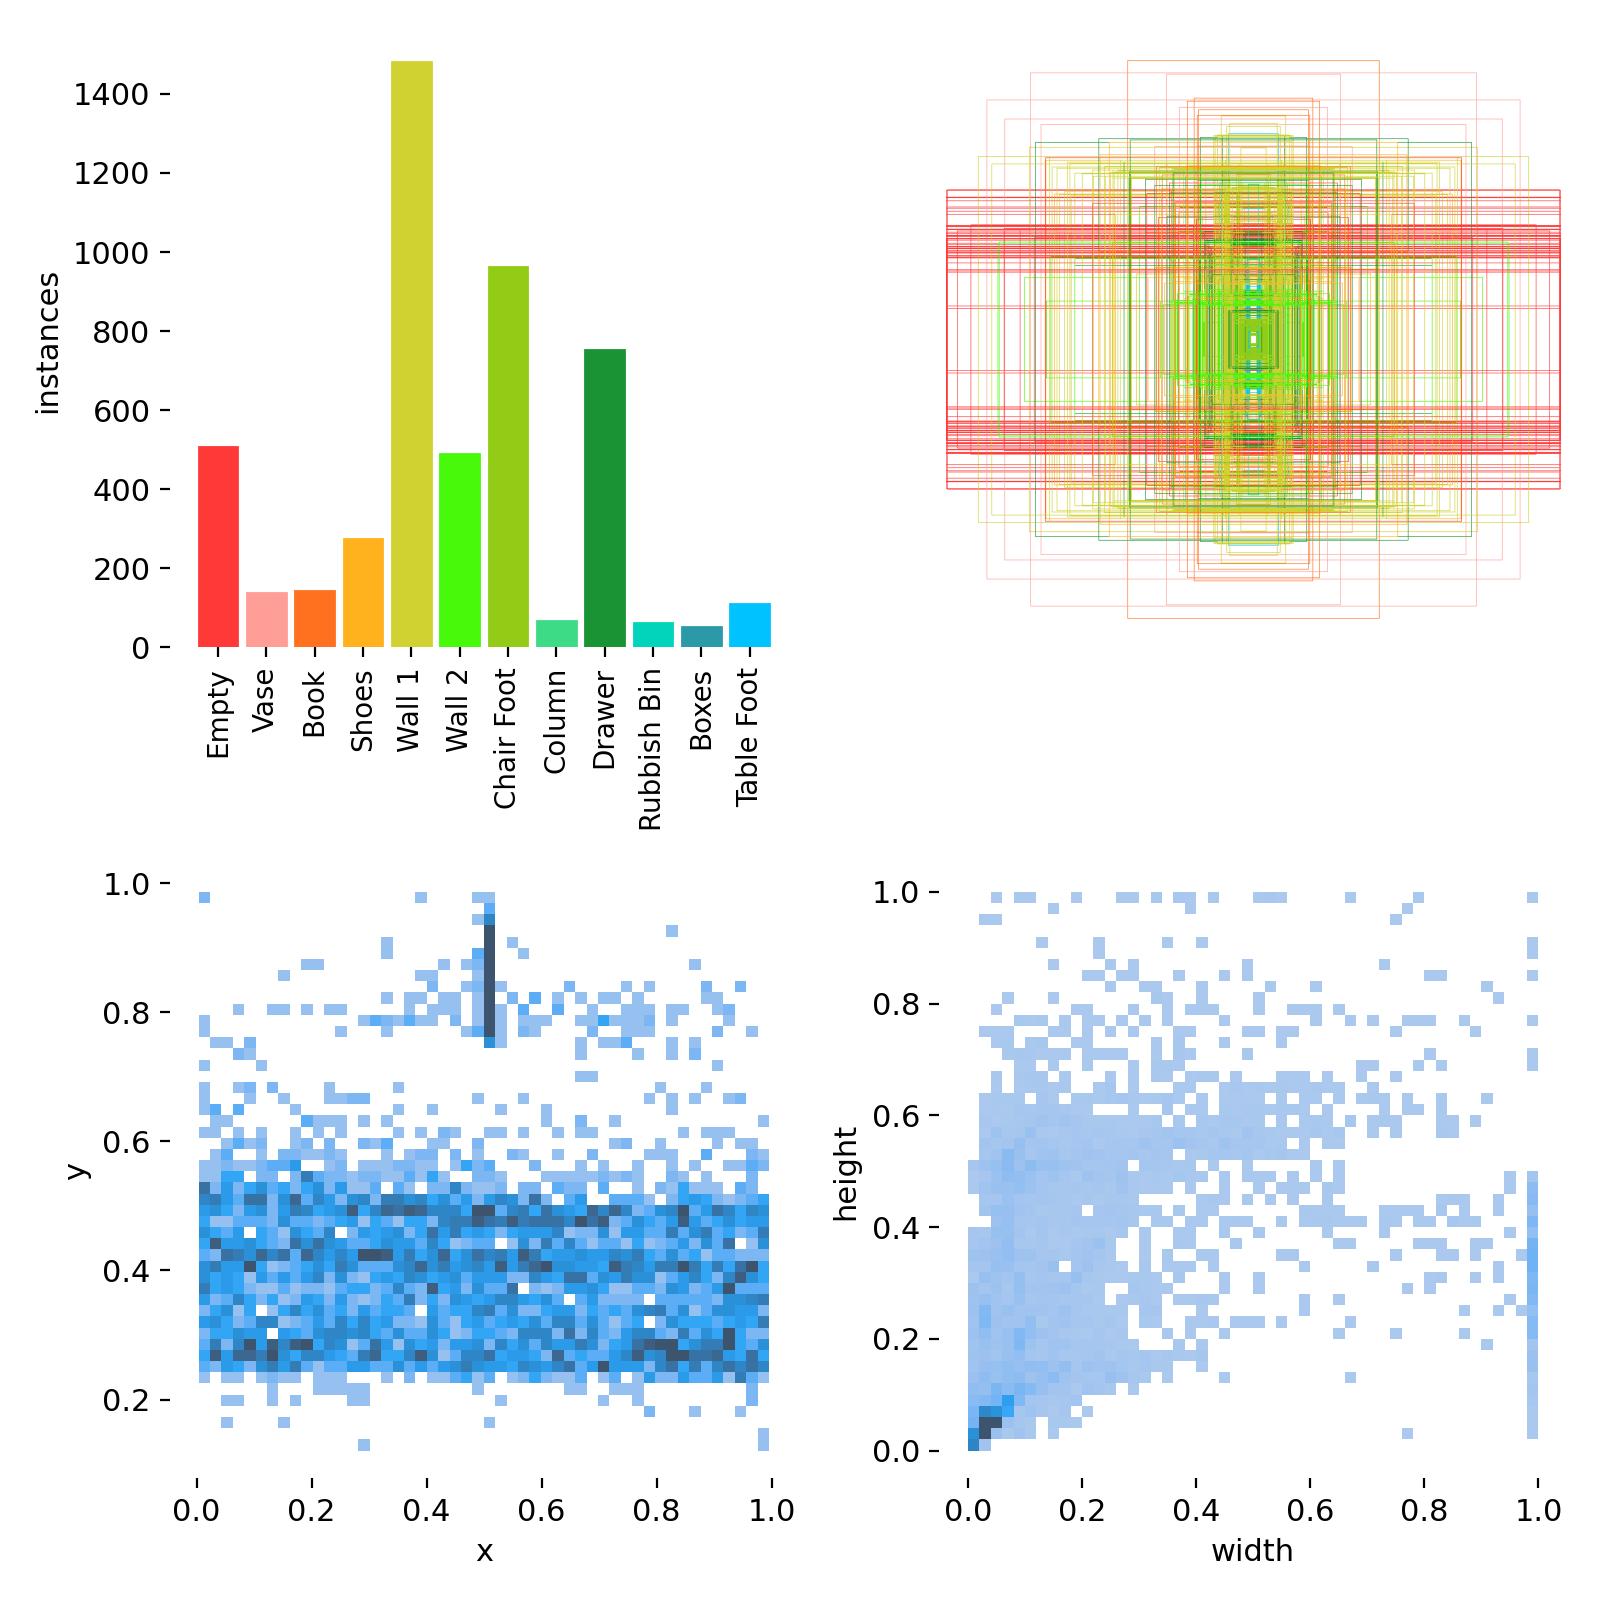 1400
1200
1000
800
600
400
200
0
instances
Empty
Vase
Book
Shoes
Wall 1
Wall 2
Chair Foot
Column
Drawer
Rubbish Bin
Boxes
Table Foot
1.0
0.8
0.6
0.4
0.2
y
0.0 0.2 0.4 0.6 0.8 1.0
x
1.0
0.8
0.6
0.4
0.2
0.0
height
0.0 0.2 0.4 0.6 0.8 1.0
width